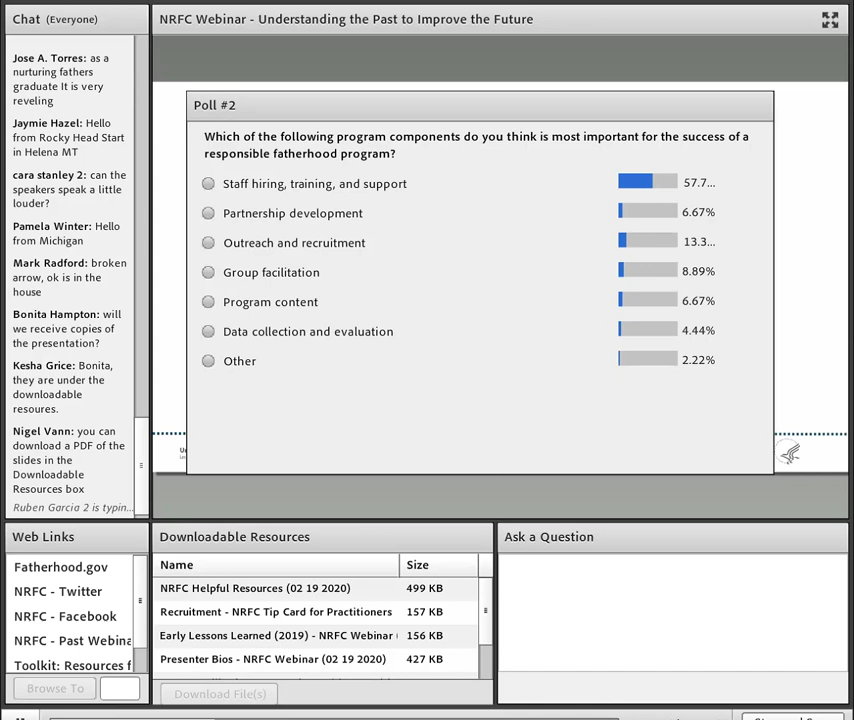 Chat (Everyone)
Jose A. Torres: as a
nurturing fathers
graduate It is very
reveling
Jaymie Hazel: Hello
from Rocky Head Start
in Helena MT
cara stanley 2: can the
speakers speak a little
louder?
Pamela Winter: Hello
from Michigan
Mark Radford: broken
arrow, ok is in the
house
Bonita Hampton: will
we receive copies of
the presentation?
Kesha Grice: Bonita,
they are under the
downloadable
resoures.
Nigel Vann: you can
download a PDF of the
slides in the
Downloadable
Resources box
Ruben Garcia 2 is typin...
NRFC Webinar - Understanding the Past to Improve the Future
Poll #2
Which of the following program components do you think is most important for the success of a
responsible fatherhood program?
Staff hiring, training, and support 57.7...
Partnership development 6.67%
Outreach and recruitment 13.3...
Group facilitation 8.89%
Program content 6.67%
Data collection and evaluation 4.44%
Other 2.22%
Web Links
Fatherhood.gov
NRFC - Twitter
NRFC - Facebook
NRFC - Past Webina
Toolkit: Resources f
Browse To
Downloadable Resources
Name Size
NRFC Helpful Resources (02 19 2020) 499 KB
Recruitment - NRFC Tip Card for Practitioners 157 KB
Early Lessons Learned (2019) - NRFC Webinar ( 156 KB
Presenter Bios - NRFC Webinar (02 19 2020) 427 KB
Download File(s)
Ask a Question